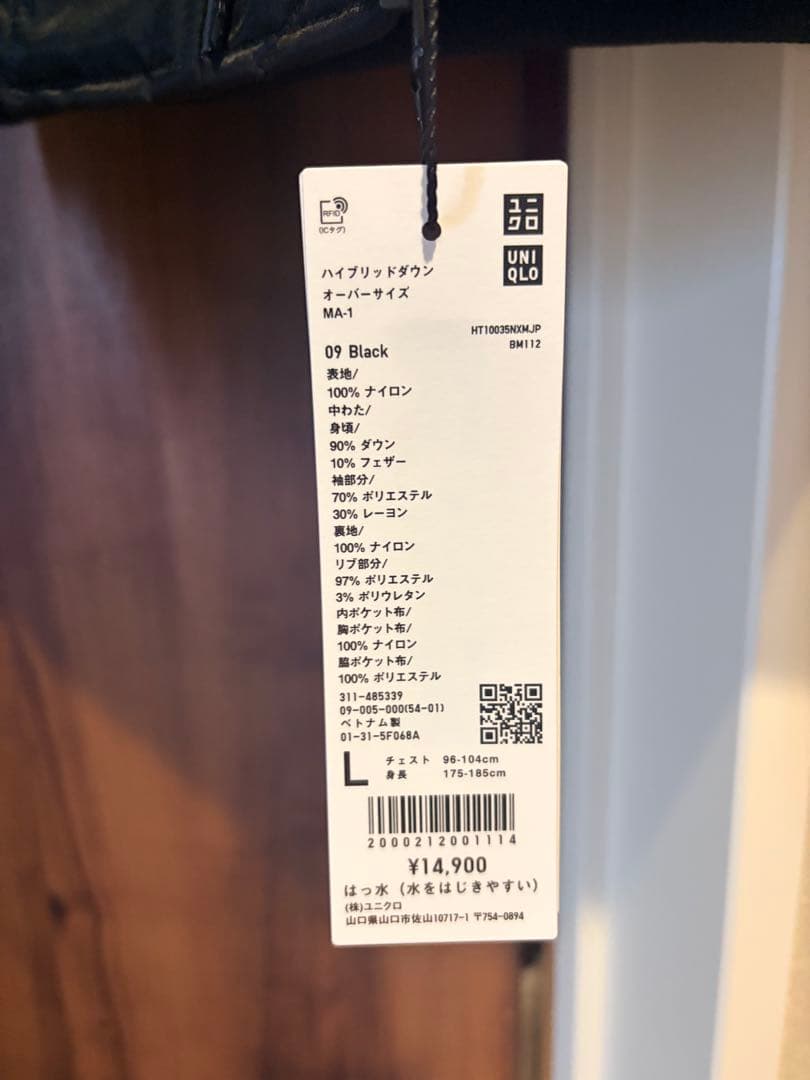 RFID
(ICタグ)
ユニ
クロ
UNI
QLO
ハイブリッドダウン
オーバーサイズ
MA-1
HT10035NXMJP
BM112
09 Black
表地/
100% ナイロン
中わた/
身頃/
90% ダウン
10% フェザー
袖部分/
70% ポリエステル
30% レーヨン
裏地/
100% ナイロン
リブ部分/
97% ポリエステル
3% ポリウレタン
内ポケット布/
胸ポケット布/
100% ナイロン
脇ポケット布/
100% ポリエステル
311-485339
09-005-000(54-01)
ベトナム製
01-31-5F068A
L チェスト 96-104cm
身長 175-185cm
2000212001114
¥14,900
はっ水 (水をはじきやすい)
(株)ユニクロ
山口県山口市佐山10717-1 〒754-0894